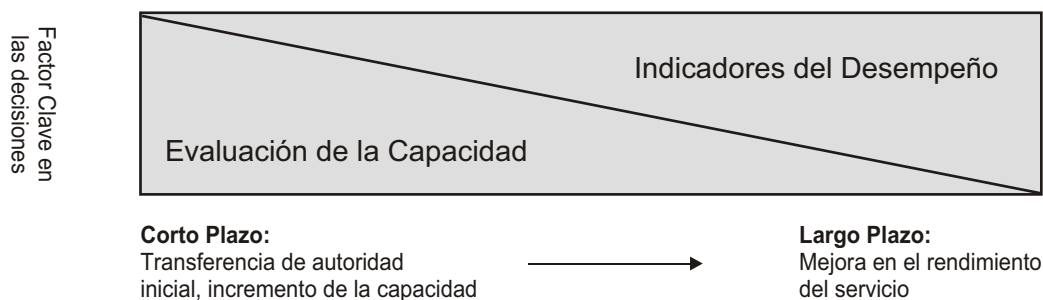 Factor Clave en
las decisiones
Indicadores del Desempeño
Evaluación de la Capacidad
Corto Plazo:
Transferencia de autoridad
inicial, incremento de la capacidad
Largo Plazo:
Mejora en el rendimiento
del servicio